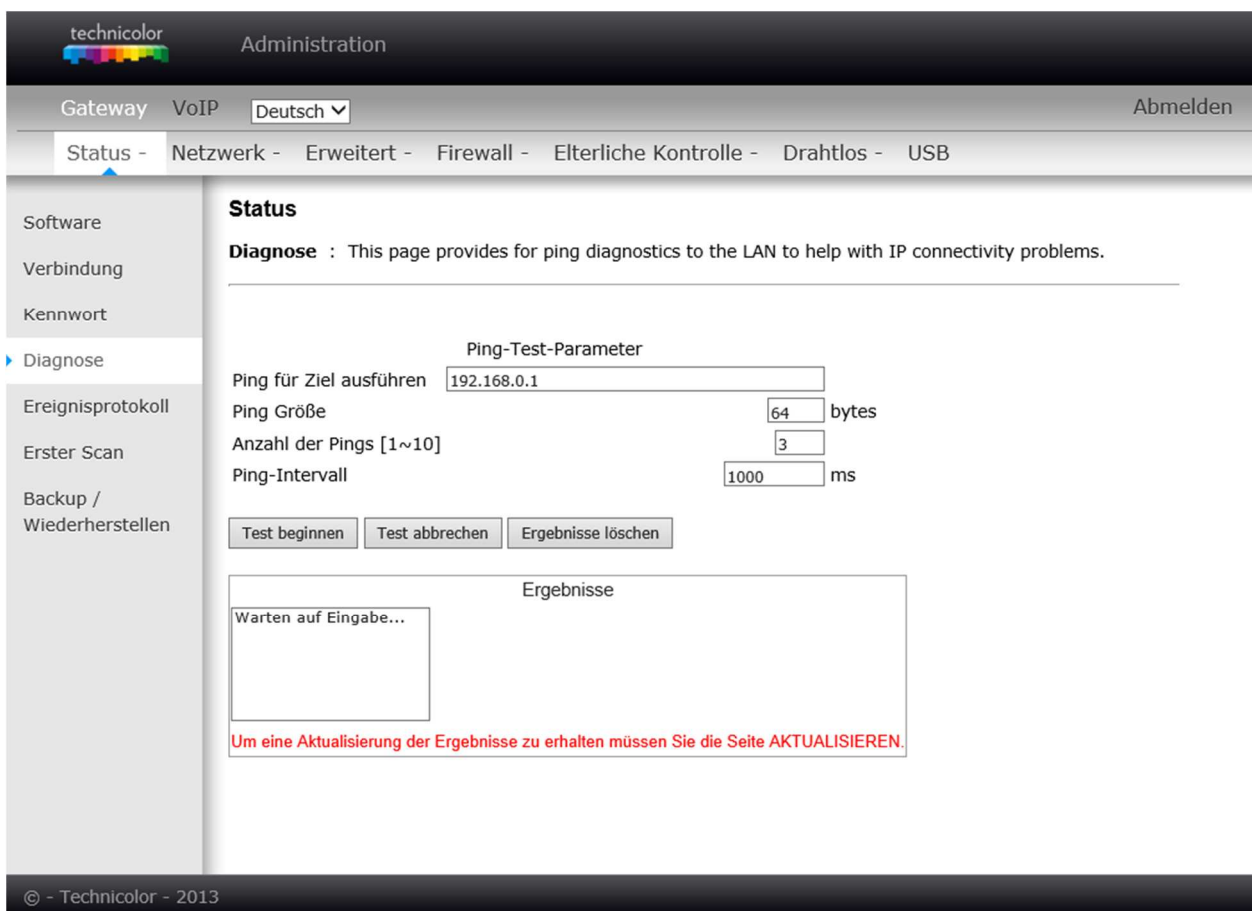 technicolor
Administration
Gateway VoIP Deutsch Abmelden
Status - Netzwerk - Erweitert - Firewall - Elterliche Kontrolle - Drahtlos - USB
Software
Verbindung
Kennwort
Diagnose
Ereignisprotokoll
Erster Scan
Backup /
Wiederherstellen
Status
Diagnose : This page provides for ping diagnostics to the LAN to help with IP connectivity problems.
Ping-Test-Parameter
Ping für Ziel ausführen 192.168.0.1
Ping Größe 64 bytes
Anzahl der Pings [1~10] 3
Ping-Intervall 1000 ms
Test beginnen Test abbrechen Ergebnisse löschen
Ergebnisse
Warten auf Eingabe...
Um eine Aktualisierung der Ergebnisse zu erhalten müssen Sie die Seite AKTUALISIEREN.
© - Technicolor - 2013